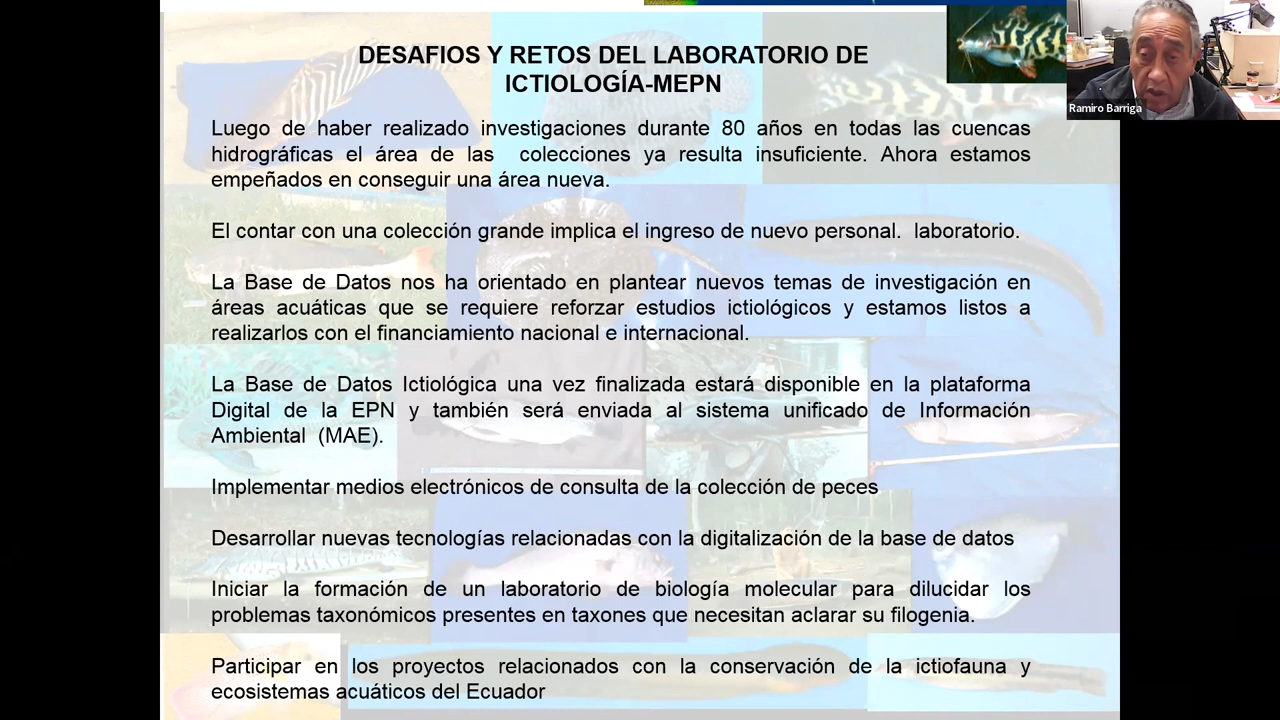 DESAFIOS Y RETOS DEL LABORATORIO DE
ICTIOLOGÍA-MEPN
Ramiro Barriga
Luego de haber realizado investigaciones durante 80 años en todas las cuencas
hidrográficas el área de las colecciones ya resulta insuficiente. Ahora estamos
empeñados en conseguir una área nueva.
El contar con una colección grande implica el ingreso de nuevo personal. laboratorio.
La Base de Datos nos ha orientado en plantear nuevos temas de investigación en
áreas acuáticas que se requiere reforzar estudios ictiológicos y estamos listos a
realizarlos con el financiamiento nacional e internacional.
La Base de Datos Ictiológica una vez finalizada estará disponible en la plataforma
Digital de la EPN y también será enviada al sistema unificado de Información
Ambiental (MAE).
Implementar medios electrónicos de consulta de la colección de peces
Desarrollar nuevas tecnologías relacionadas con la digitalización de la base de datos
Iniciar la formación de un laboratorio de biología molecular para dilucidar los
problemas taxonómicos presentes en taxones que necesitan aclarar su filogenia.
Participar en los proyectos relacionados con la conservación de la ictiofauna y
ecosistemas acuáticos del Ecuador